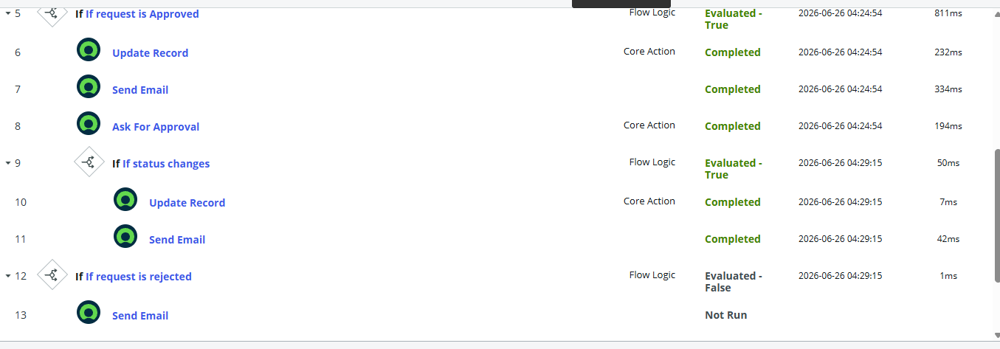 5 If If request is Approved Flow Logic Evaluated - True 2026-06-26 04:24:54 811ms
6 Update Record Core Action Completed 2026-06-26 04:24:54 232ms
7 Send Email Completed 2026-06-26 04:24:54 334ms
8 Ask For Approval Core Action Completed 2026-06-26 04:24:54 194ms
9 If If status changes Flow Logic Evaluated - True 2026-06-26 04:29:15 50ms
10 Update Record Core Action Completed 2026-06-26 04:29:15 7ms
11 Send Email Completed 2026-06-26 04:29:15 42ms
12 If If request is rejected Flow Logic Evaluated - False 2026-06-26 04:29:15 1ms
13 Send Email Not Run